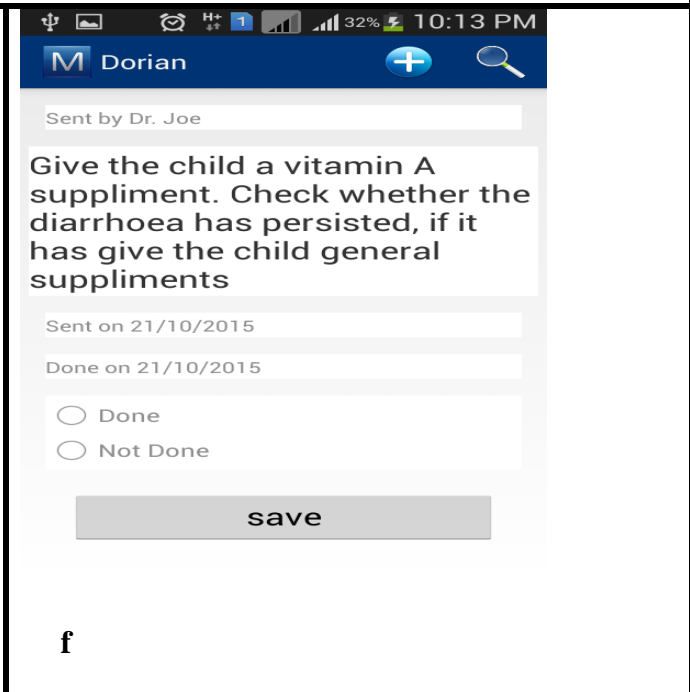 H+ 1 32% 10:13 PM
M Dorian
Sent by Dr. Joe
Give the child a vitamin A
suppliment. Check whether the
diarrhoea has persisted, if it
has give the child general
suppliments
Sent on 21/10/2015
Done on 21/10/2015
Done
Not Done
save
f